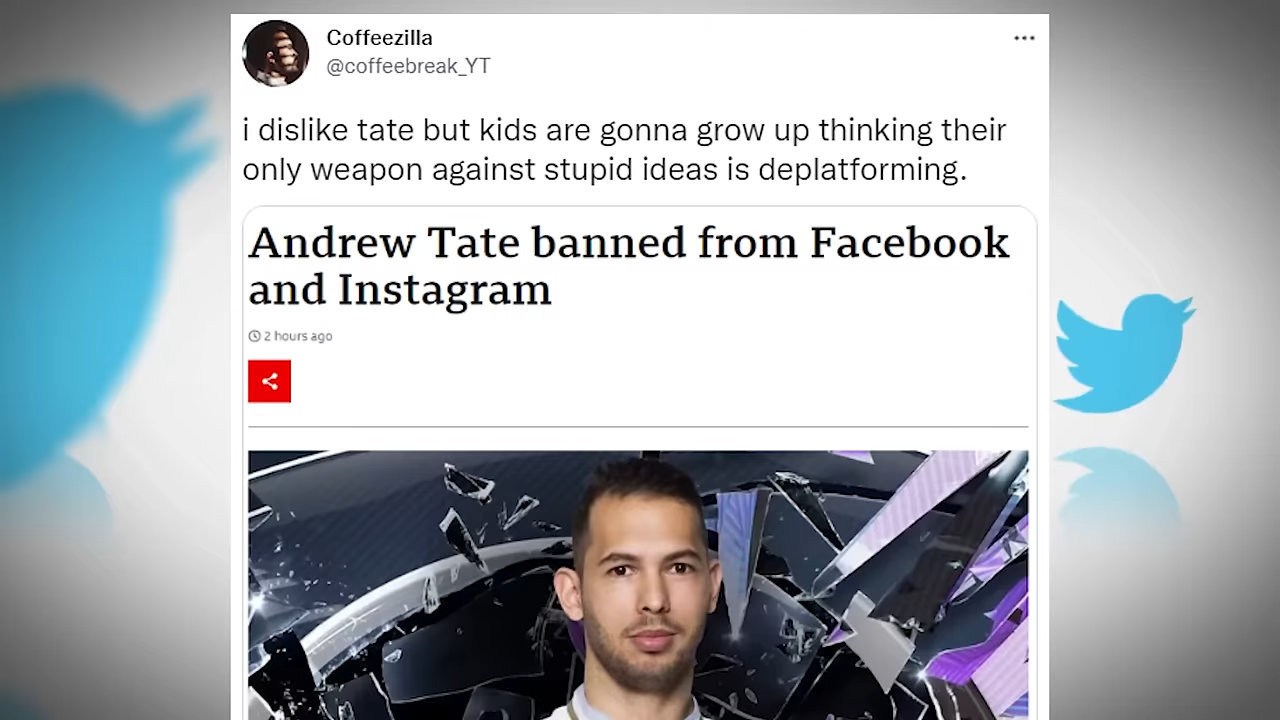 Coffeezilla
@coffeebreak_YT
i dislike tate but kids are gonna grow up thinking their
only weapon against stupid ideas is deplatforming.
Andrew Tate banned from Facebook
and Instagram
2 hours ago